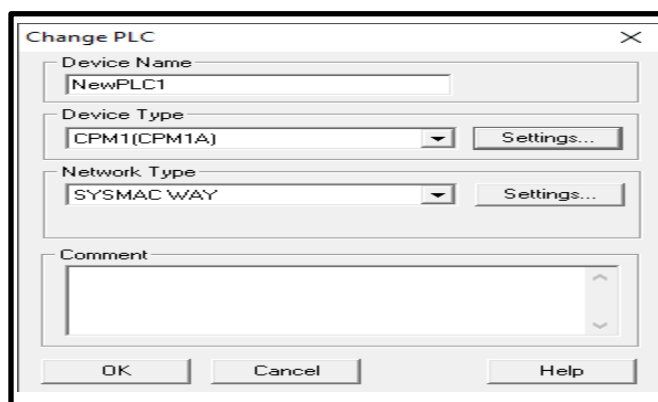 Change PLC
Device Name
NewPLC1
Device Type
CPM1(CPM1A)
Settings...
Network Type
SYSMAC WAY
Settings...
Comment
OK
Cancel
Help